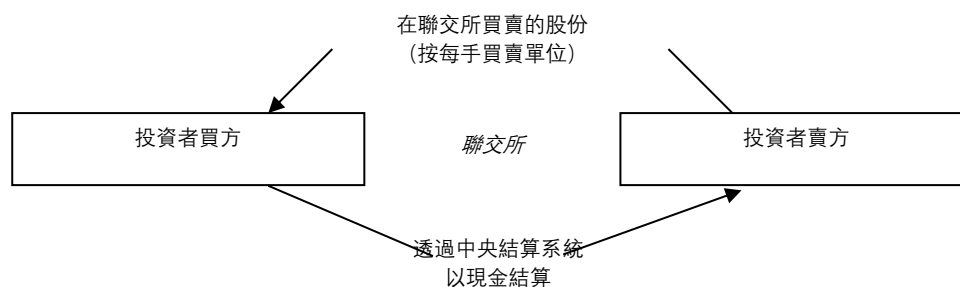 在聯交所買賣的股份
（按每手買賣單位）
投資者買方
聯交所
投資者賣方
透過中央結算系統
以現金結算